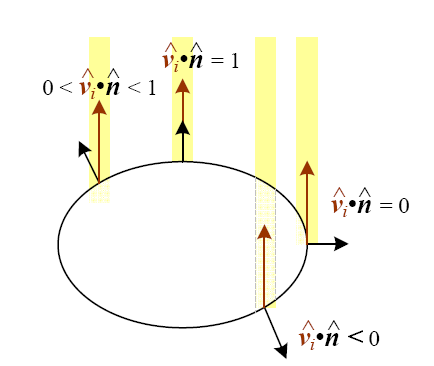 v̂ᵢ•n̂ = 1
0 < v̂ᵢ•n̂ < 1
v̂ᵢ•n̂ = 0
v̂ᵢ•n̂ < 0